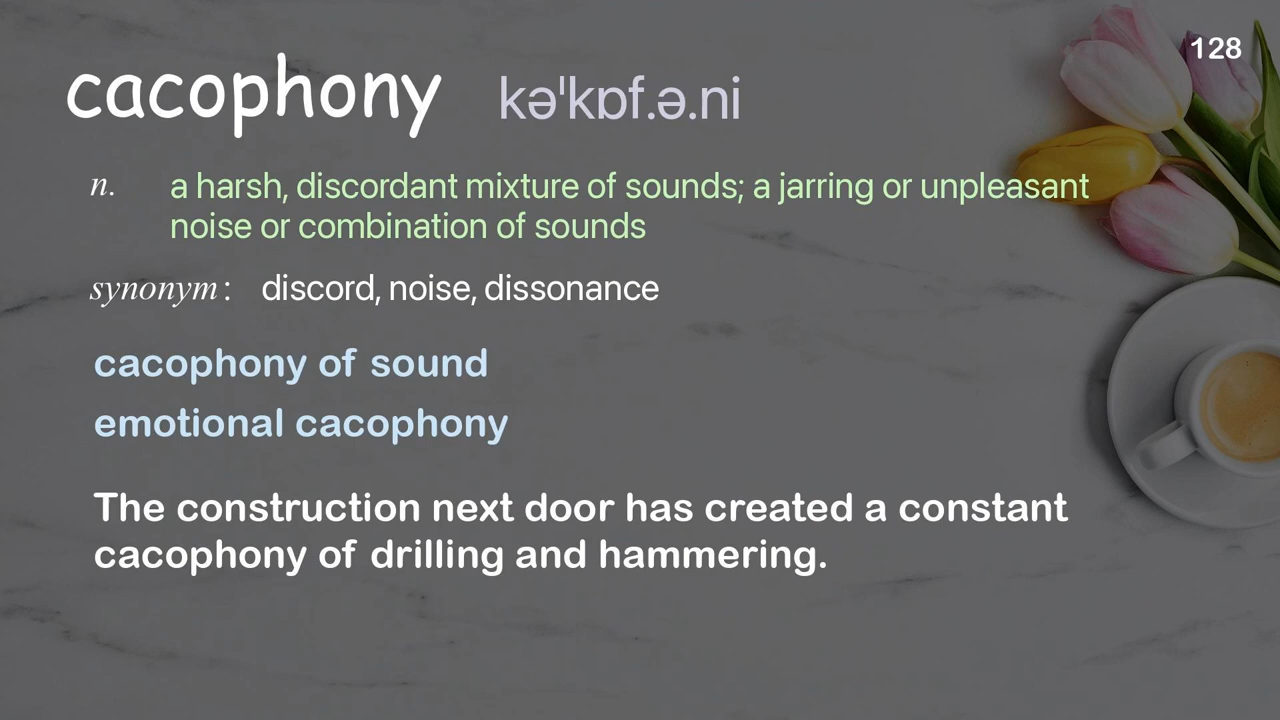 128
cacophony kəˈkɒf.ə.ni
n. a harsh, discordant mixture of sounds; a jarring or unpleasant
noise or combination of sounds
synonym: discord, noise, dissonance
cacophony of sound
emotional cacophony
The construction next door has created a constant
cacophony of drilling and hammering.